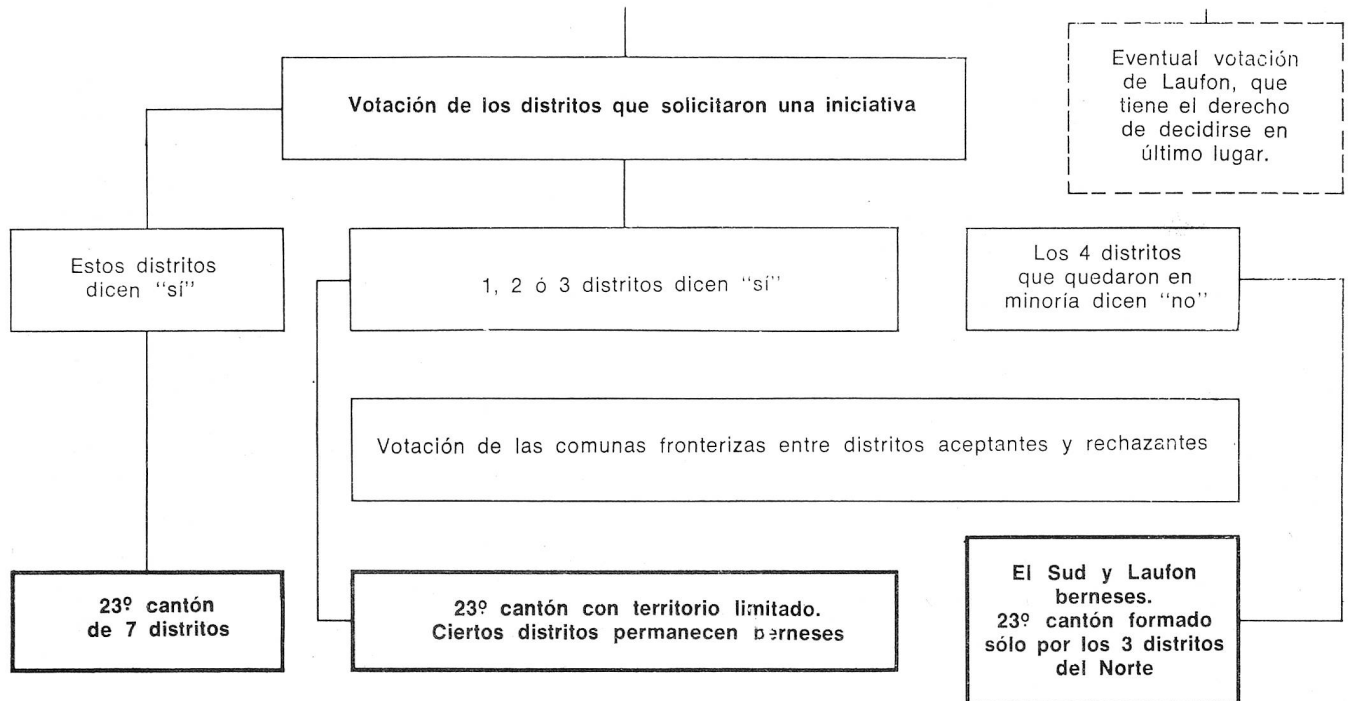 Votación de los distritos que solicitaron una iniciativa
Eventual votación
de Laufon, que
tiene el derecho
de decidirse en
último lugar.
Estos distritos
dicen “sí”
1, 2 ó 3 distritos dicen “sí”
Los 4 distritos
que quedaron en
minoría dicen “no”
Votación de las comunas fronterizas entre distritos aceptantes y rechazantes
23º cantón
de 7 distritos
23º cantón con territorio limitado.
Ciertos distritos permanecen berneses
El Sud y Laufon
berneses.
23º cantón formado
sólo por los 3 distritos
del Norte